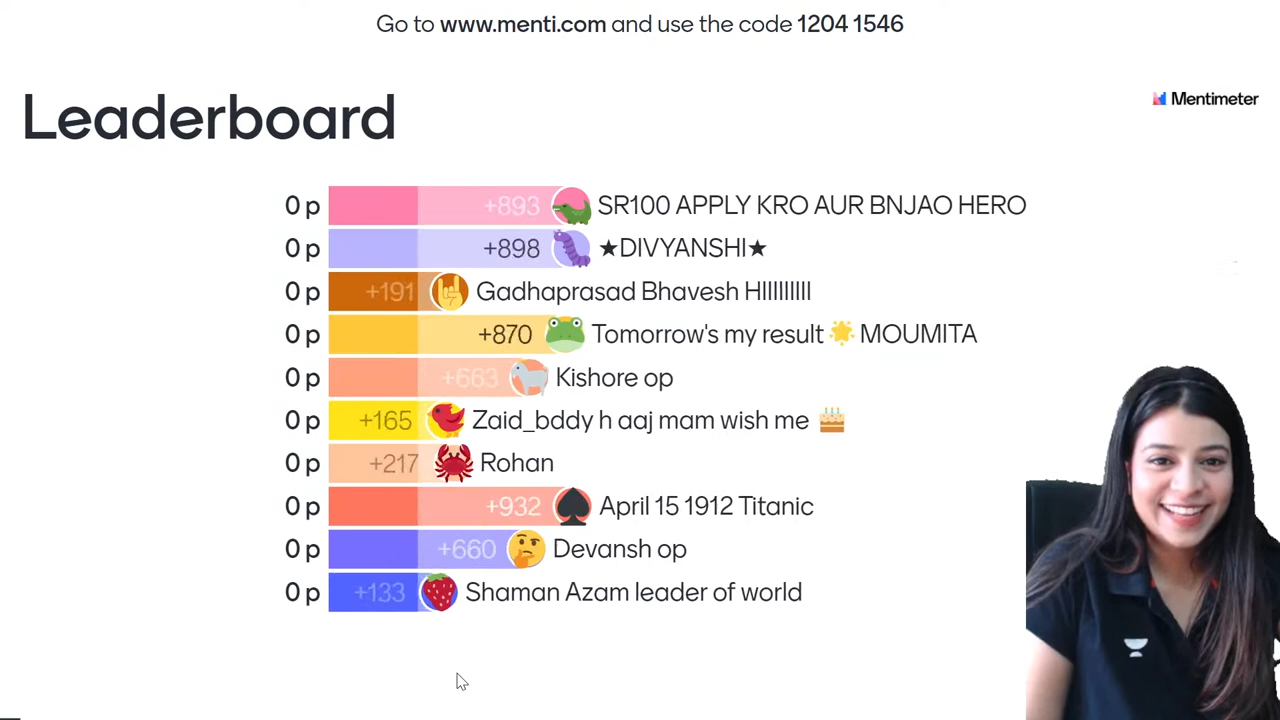 Go to www.menti.com and use the code 1204 1546
Leaderboard
Mentimeter
0 p +893 SR100 APPLY KRO AUR BNJAO HERO
0 p +898 ★DIVYANSHI★
0 p +191 Gadhaprasad Bhavesh HIIIIIIIII
0 p +870 Tomorrow's my result 🌟 MOUMITA
0 p +663 Kishore op
0 p +165 Zaid_bddy h aaj mam wish me 🎂
0 p +217 Rohan
0 p +932 April 15 1912 Titanic
0 p +660 Devansh op
0 p +133 Shaman Azam leader of world